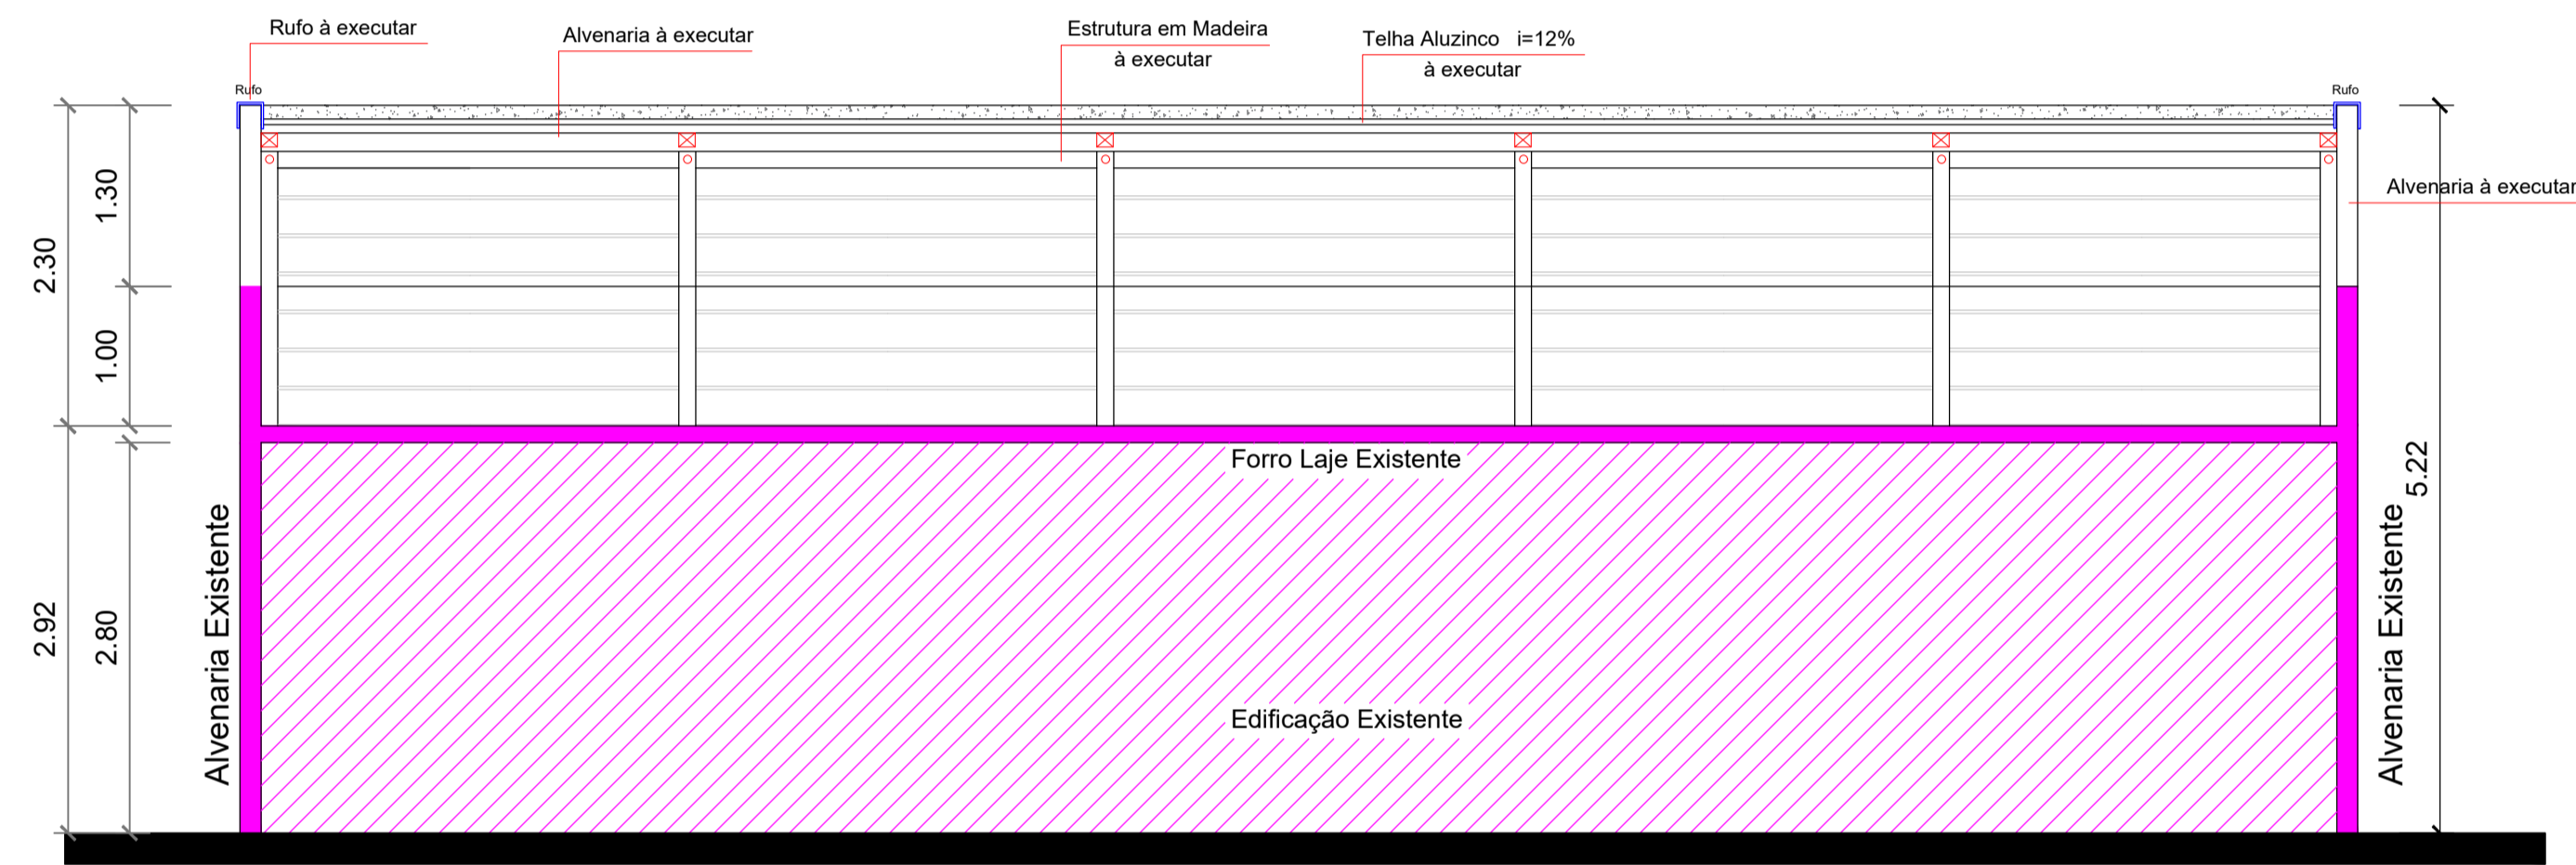 Rufo à executar
Alvenaria à executar
Estrutura em Madeira
à executar
Telha Aluzinco i=12%
à executar
Rufo
Rufo
Alvenaria à executar
1.30
2.30
1.00
Forro Laje Existente
5.22
Alvenaria Existente
Alvenaria Existente
2.92
2.80
Edificação Existente